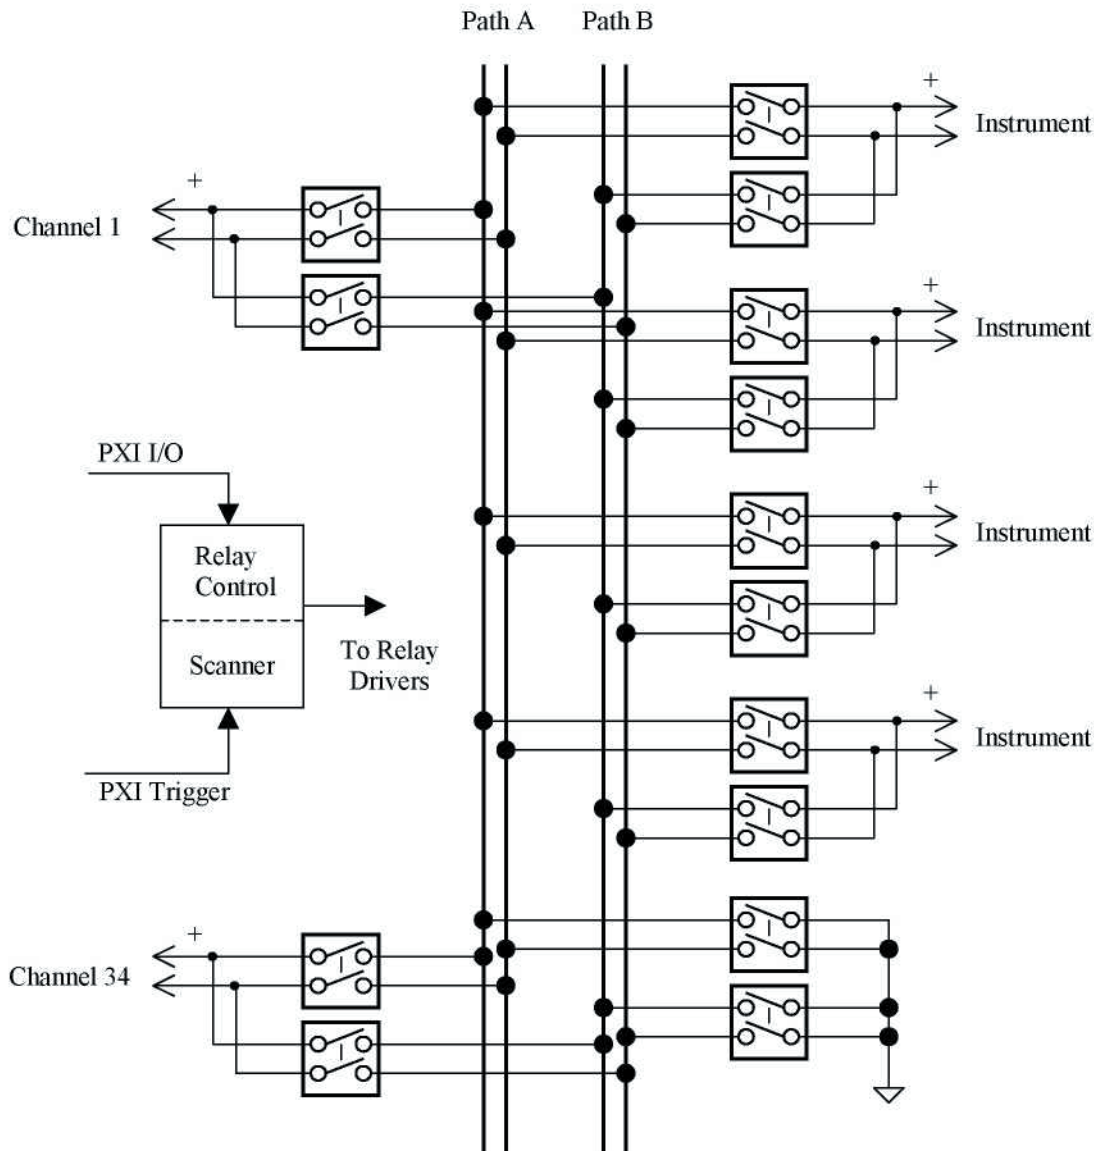 Path A
Path B
+
Instrument
+
Channel 1
+
Instrument
PXI I/O
+
Instrument
Relay
Control
Scanner
To Relay
Drivers
+
Instrument
PXI Trigger
+
Channel 34